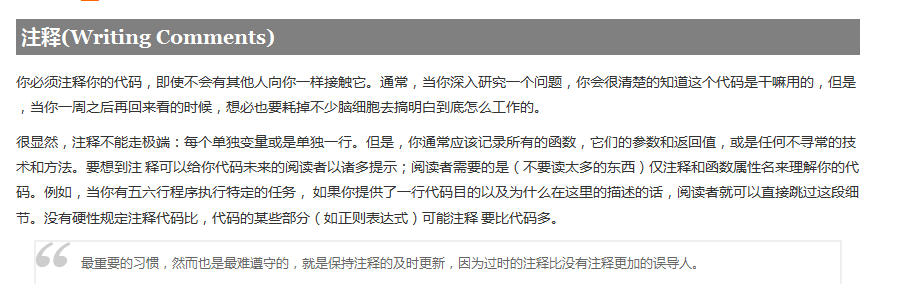 注释(Writing Comments)
你必须注释你的代码，即使不会有其他人向你一样接触它。通常，当你深入研究一个问题，你会很清楚的知道这个代码是干嘛用的，但是
，当你一周之后再回来看的时候，想必也要耗掉不少脑细胞去搞明白到底怎么工作的。
很显然，注释不能走极端：每个单独变量或是单独一行。但是，你通常应该记录所有的函数，它们的参数和返回值，或是任何不寻常的技
术和方法。要想到注 释可以给你代码未来的阅读者以诸多提示；阅读者需要的是（不要读太多的东西）仅注释和函数属性名来理解你的代
码。例如，当你有五六行程序执行特定的任务， 如果你提供了一行代码目的以及为什么在这里的描述的话，阅读者就可以直接跳过这段细
节。没有硬性规定注释代码比，代码的某些部分（如正则表达式）可能注释 要比代码多。
“ 最重要的习惯，然而也是最难遵守的，就是保持注释的及时更新，因为过时的注释比没有注释更加的误导人。